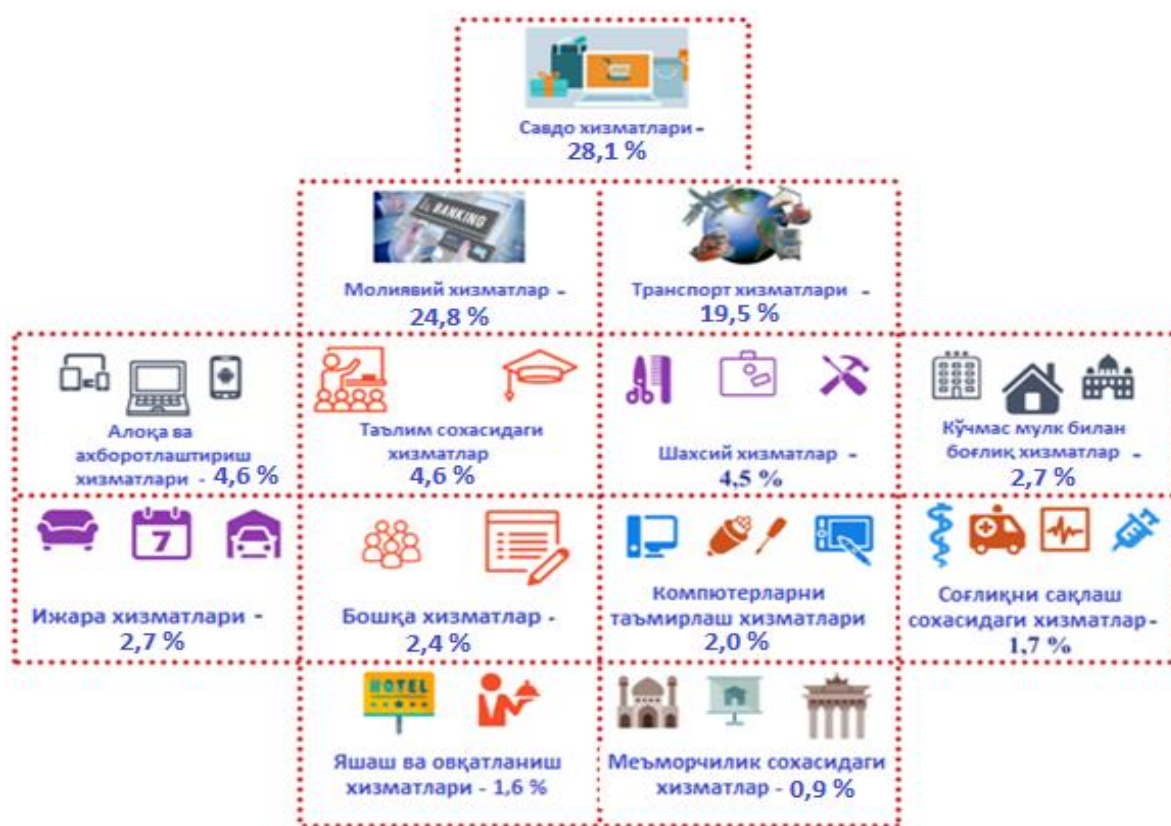 Савдо хизматлари -
28,1 %
BANKING
Молиявий хизматлар -
24,8 %
Транспорт хизматлари -
19,5 %
Алоқа ва
ахборотлаштириш
хизматлари - 4,6 %
Таълим сохасидаги
хизматлар
4,6 %
Шахсий хизматлар -
4,5 %
Кўчмас мулк билан
боғлиқ хизматлар -
2,7 %
7
Ижара хизматлари -
2,7 %
Бошқа хизматлар -
2,4 %
Компютерларни
таъмирлаш хизматлари
2,0 %
Соғлиқни сақлаш
сохасидаги хизматлар-
1,7 %
HOTEL
Яшаш ва овқатланиш
хизматлари - 1,6 %
Меъморчилик сохасидаги
хизматлар - 0,9 %